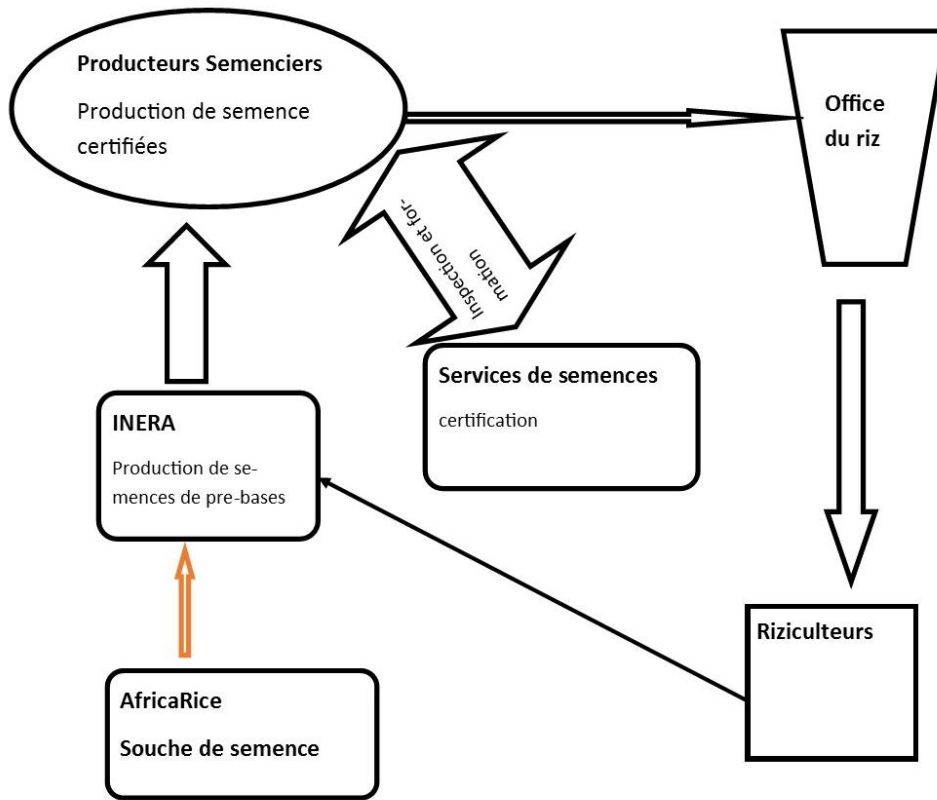 Producteurs Semenciers
Production de semence
certifiées
Office
du riz
Inspection et for-
mation
Services de semences
certification
INERA
Production de se-
mences de pre-bases
Riziculteurs
AfricaRice
Souche de semence